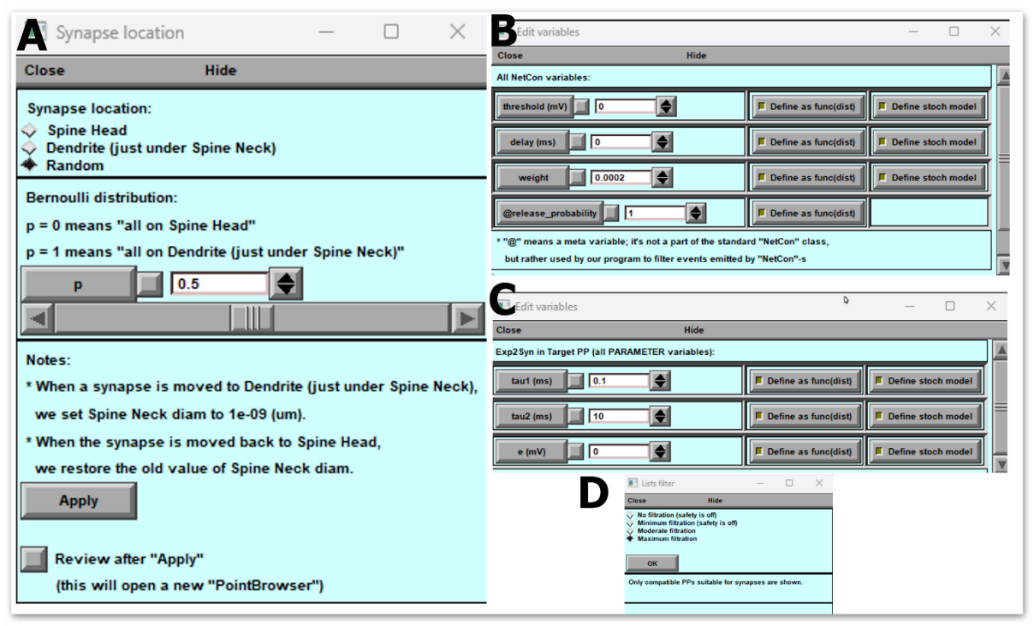 A
Synapse location
Close Hide
Synapse location:
Spine Head
Dendrite (just under Spine Neck)
Random
Bernoulli distribution:
p = 0 means "all on Spine Head"
p = 1 means "all on Dendrite (just under Spine Neck)"
p 0.5
Notes:
* When a synapse is moved to Dendrite (just under Spine Neck),
we set Spine Neck diam to 1e-09 (um).
* When the synapse is moved back to Spine Head,
we restore the old value of Spine Neck diam.
Apply
Review after "Apply"
(this will open a new "PointBrowser")
B
Edit variables
Close Hide
All NetCon variables:
threshold (mV) 0 Define as func(dist) Define stoch model
delay (ms) 0 Define as func(dist) Define stoch model
weight 0.0002 Define as func(dist) Define stoch model
@release_probability 1 Define as func(dist)
* "@" means a meta variable; it's not a part of the standard "NetCon" class,
but rather used by our program to filter events emitted by "NetCon"-s
C
Edit variables
Close Hide
Exp2Syn in Target PP (all PARAMETER variables):
tau1 (ms) 0.1 Define as func(dist) Define stoch model
tau2 (ms) 10 Define as func(dist) Define stoch model
e (mV) 0 Define as func(dist) Define stoch model
D
Lists filter
Close Hide
No filtration (safety is off)
Minimum filtration (safety is off)
Moderate filtration
Maximum filtration
OK
Only compatible PPs suitable for synapses are shown.